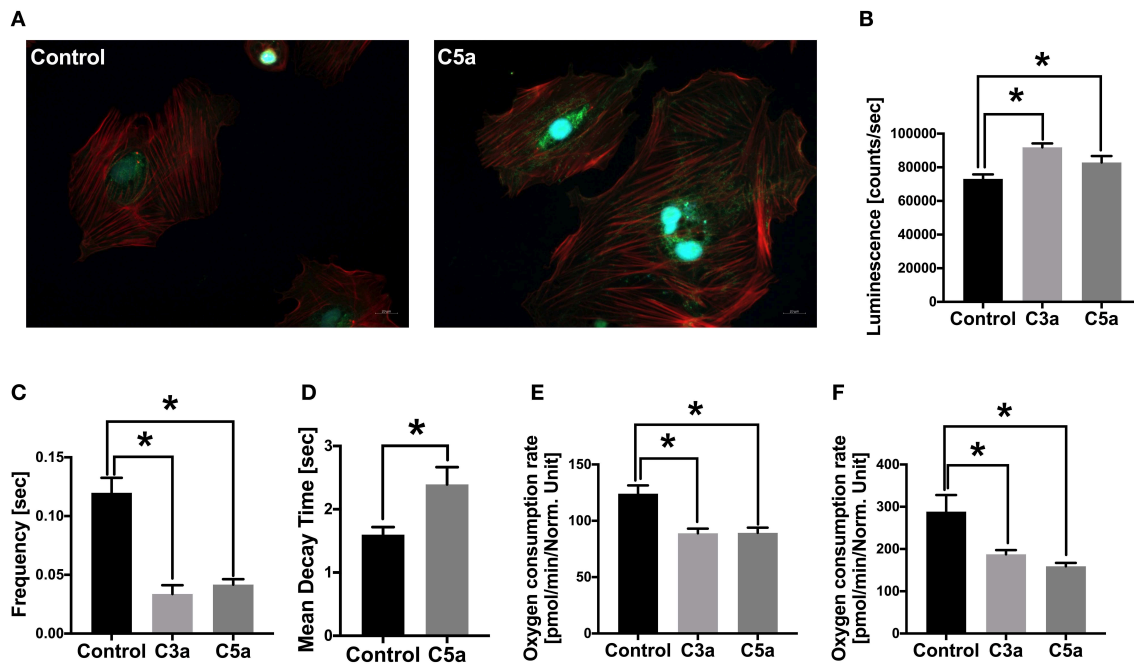 A
Control
C5a
B
*
*
Luminescence [counts/sec]
100000
80000
60000
40000
20000
0
Control C3a C5a
C
*
*
Frequency [sec]
0.15
0.10
0.05
0.00
Control C3a C5a
D
*
Mean Decay Time [sec]
3
2
1
0
Control C5a
E
*
*
Oxygen consumption rate
[pmol/min/Norm. Unit]
150
100
50
0
Control C3a C5a
F
*
*
Oxygen consumption rate
[pmol/min/Norm. Unit]
400
300
200
100
0
Control C3a C5a